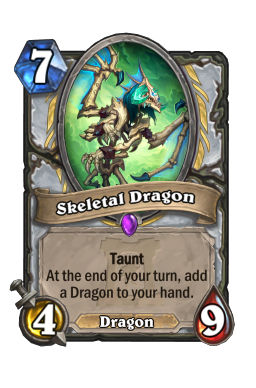 7
Skeletal Dragon
Taunt
At the end of your turn, add
a Dragon to your hand.
4
Dragon
9